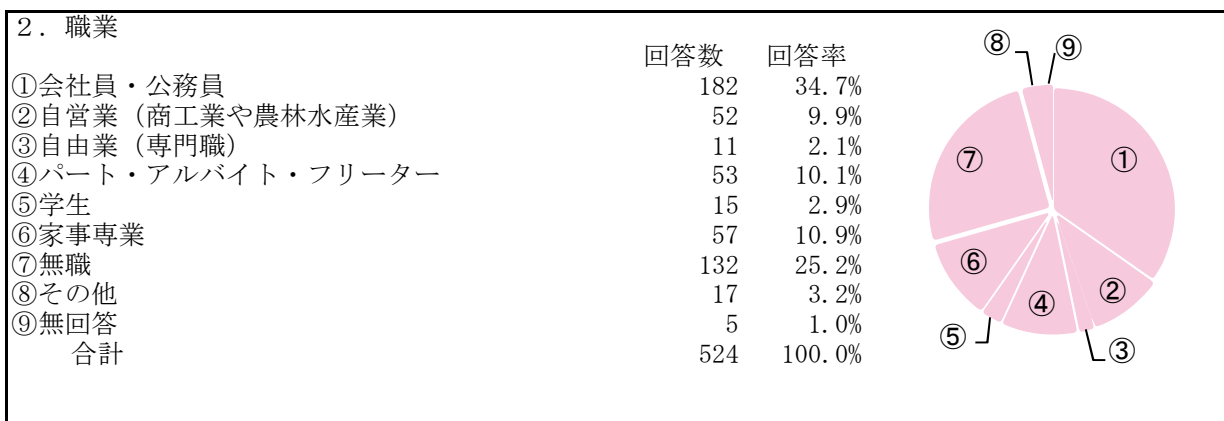 ２．職業
回答数 回答率
①会社員・公務員 182 34.7%
②自営業（商工業や農林水産業） 52 9.9%
③自由業（専門職） 11 2.1%
④パート・アルバイト・フリーター 53 10.1%
⑤学生 15 2.9%
⑥家事専業 57 10.9%
⑦無職 132 25.2%
⑧その他 17 3.2%
⑨無回答 5 1.0%
合計 524 100.0%
⑧ ⑨
⑦ ①
⑥ ②
④
⑤ ③